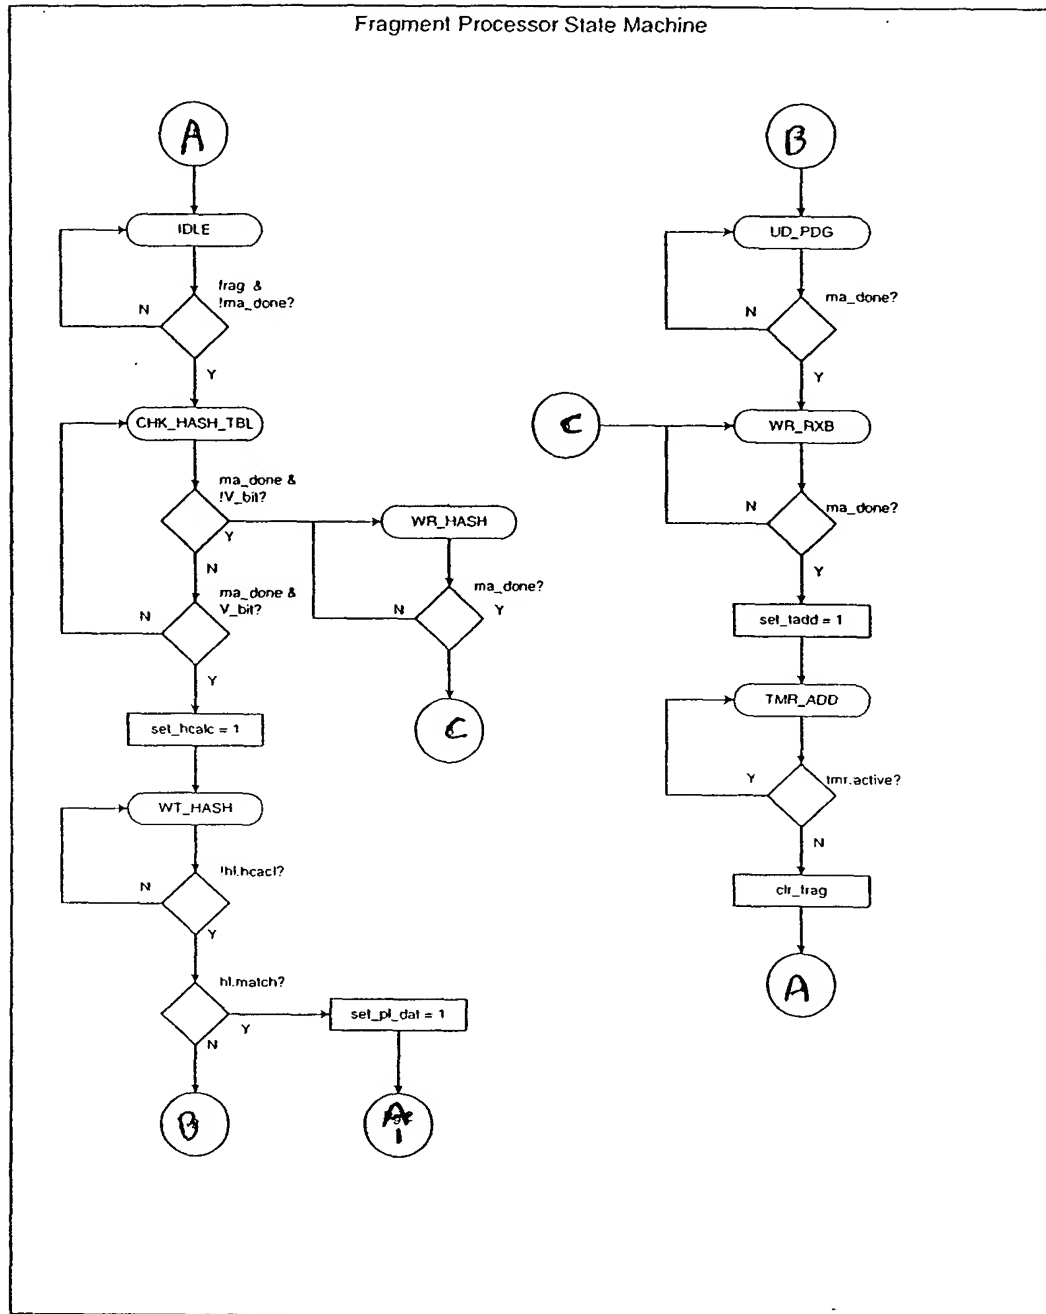 Fragment Processor State Machine
A
IDLE
frag &
!ma_done?
N
Y
CHK_HASH_TBL
ma_done &
!V_bit?
Y
N
WR_HASH
ma_done?
N
Y
C
ma_done &
V_bit?
N
Y
set_hcalc = 1
WT_HASH
!hl.hcacl?
N
Y
hl.match?
Y
N
set_pl_dat = 1
B
A
1
B
UD_PDG
ma_done?
N
Y
C
WR_RXB
ma_done?
N
Y
set_tadd = 1
TMR_ADD
tmr.active?
Y
N
clr_frag
A